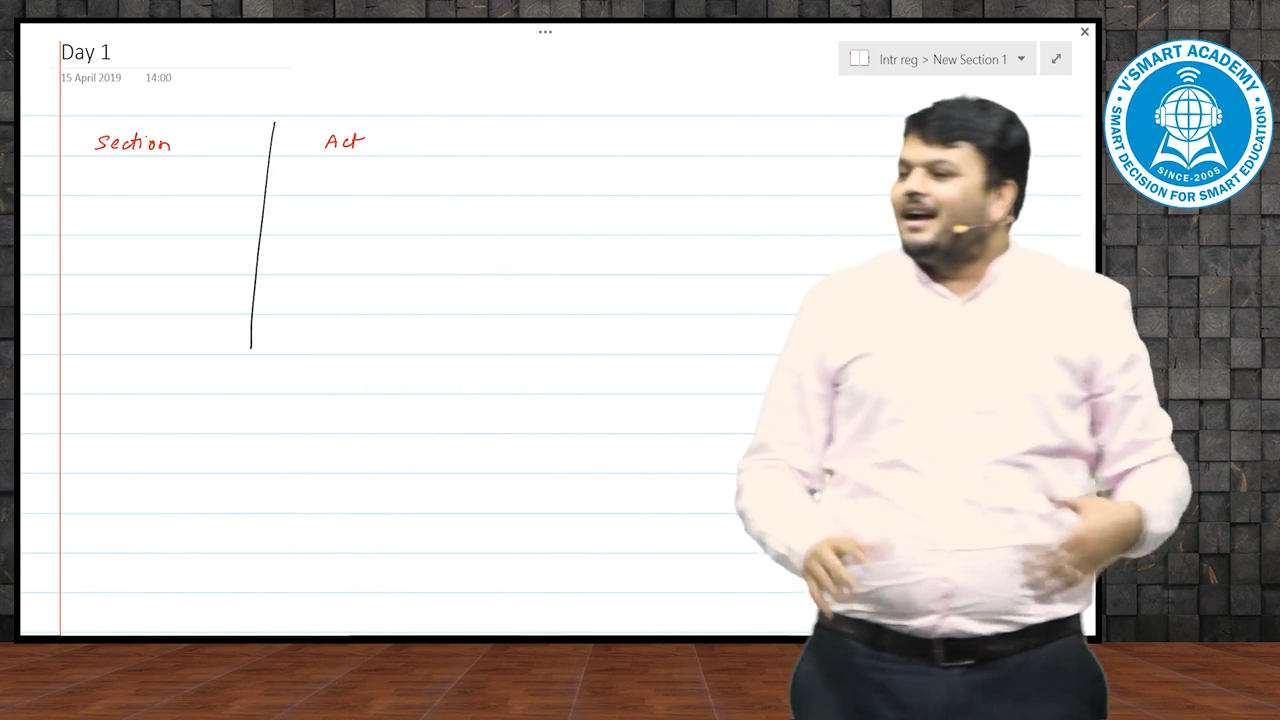 Day 1
15 April 2019 14:00
Intr reg > New Section 1
Section Act
V'SMART ACADEMY
SINCE-2005
SMART DECISION FOR SMART EDUCATION